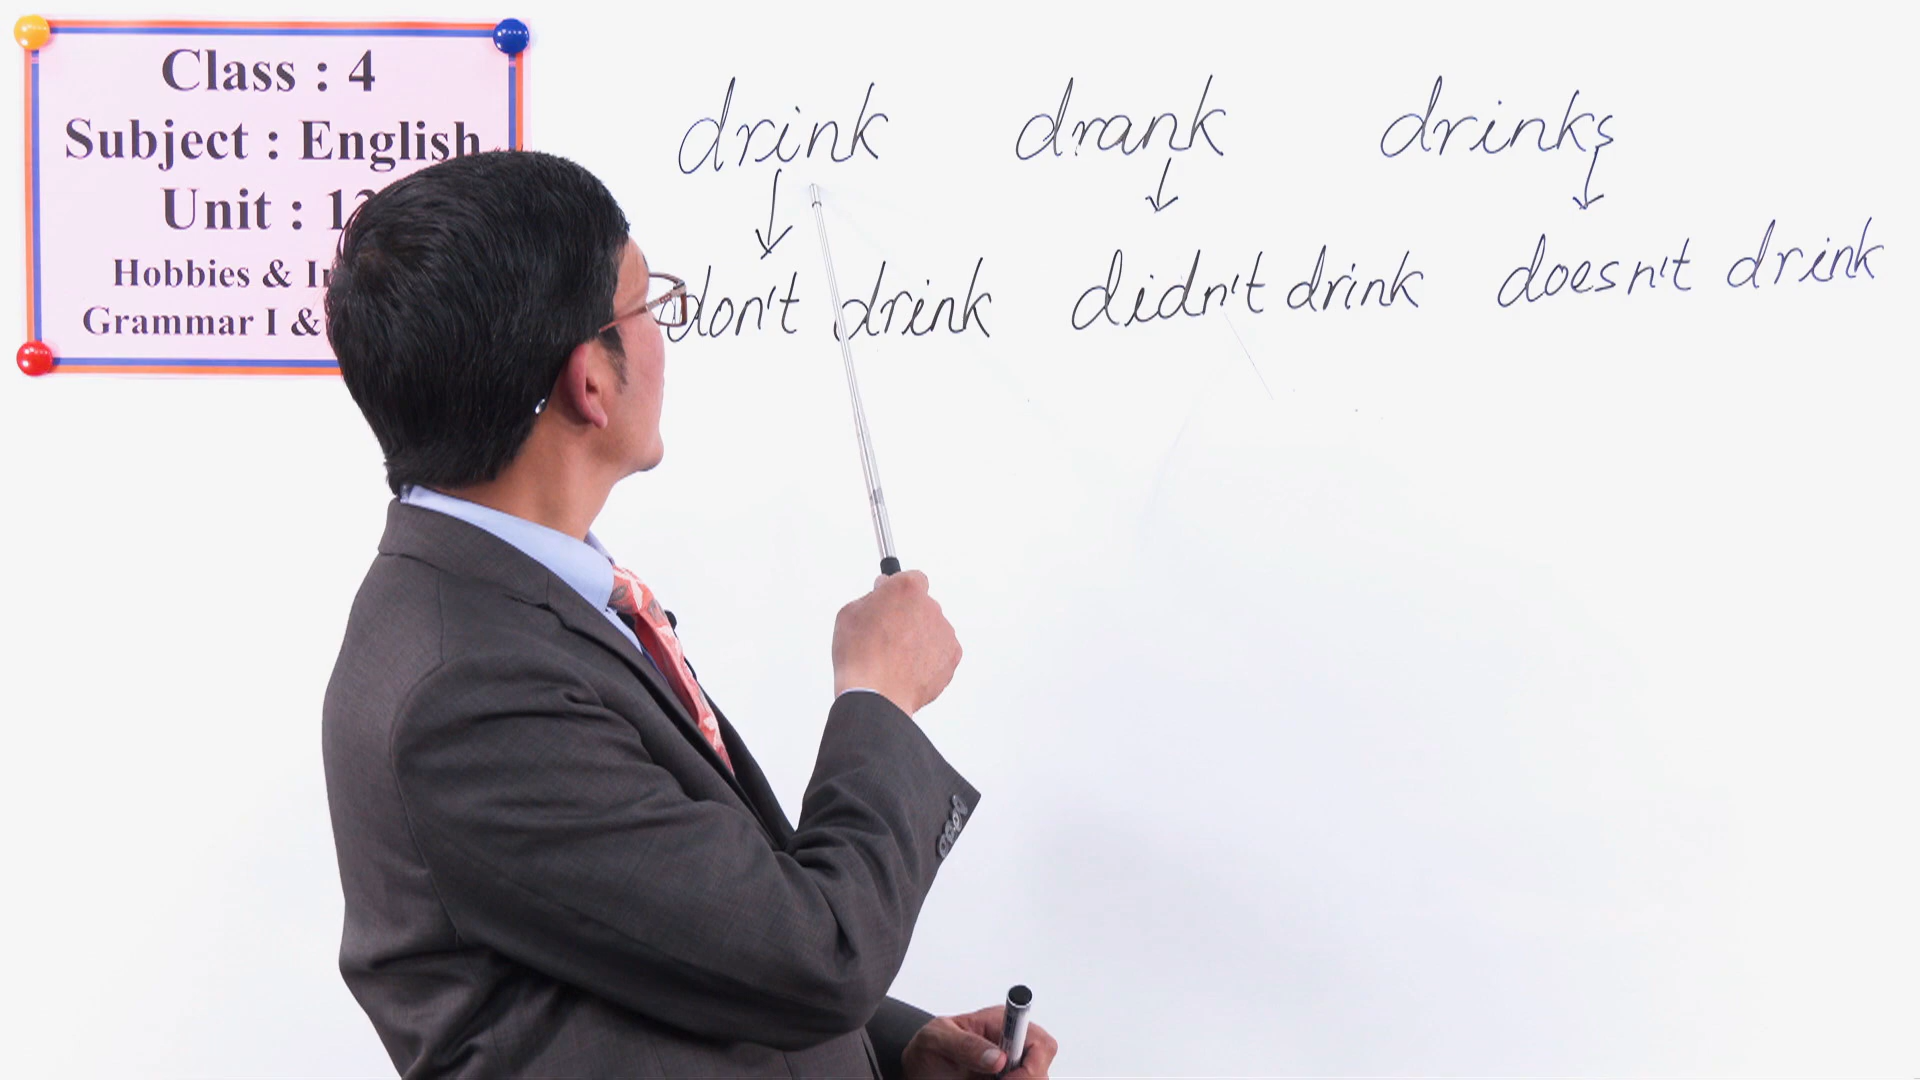 Class : 4
Subject : English
Unit :
Hobbies &
Grammar I &
drink drank drinks
don't drink didn't drink doesn't drink